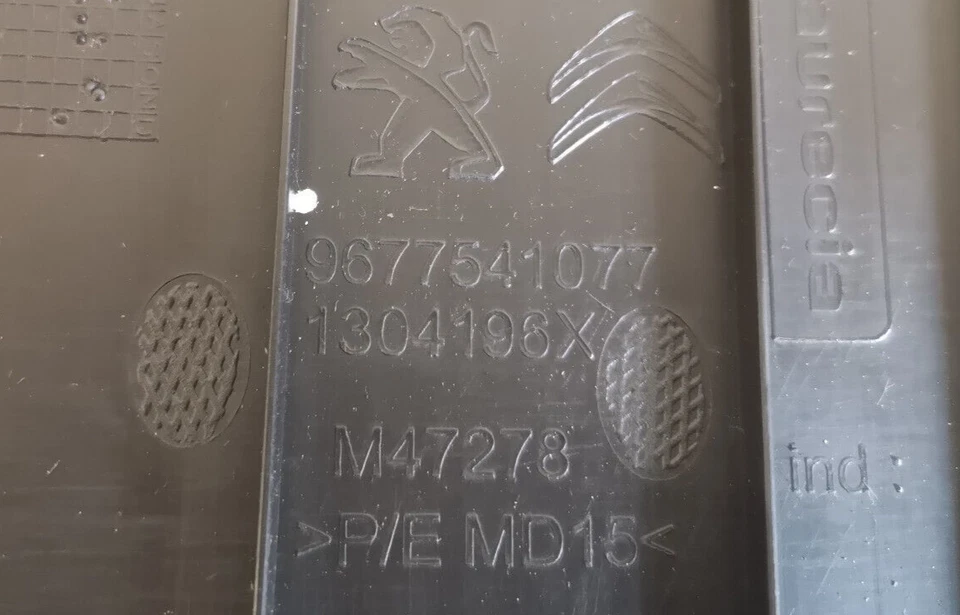 9677541077
1304196X
M47278
>P/E MD15<
ind :